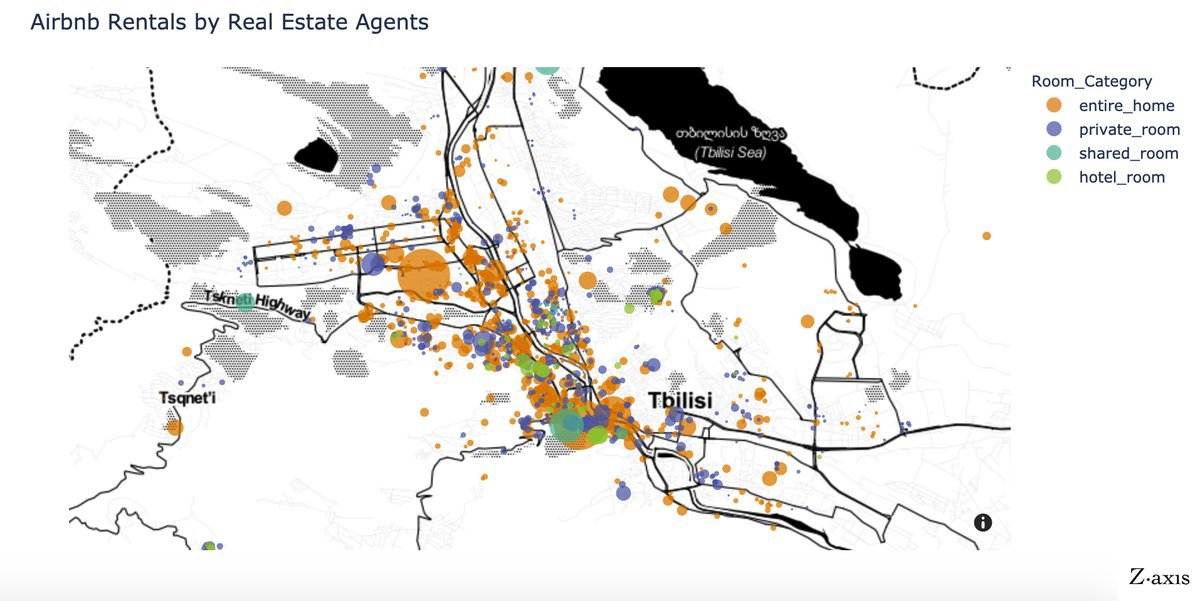 Airbnb Rentals by Real Estate Agents
Room_Category
entire_home
private_room
shared_room
hotel_room
თბილისის ზღვა
(Tbilisi Sea)
Tskneti Highway
Tsqnet'i
Tbilisi
Z·axis